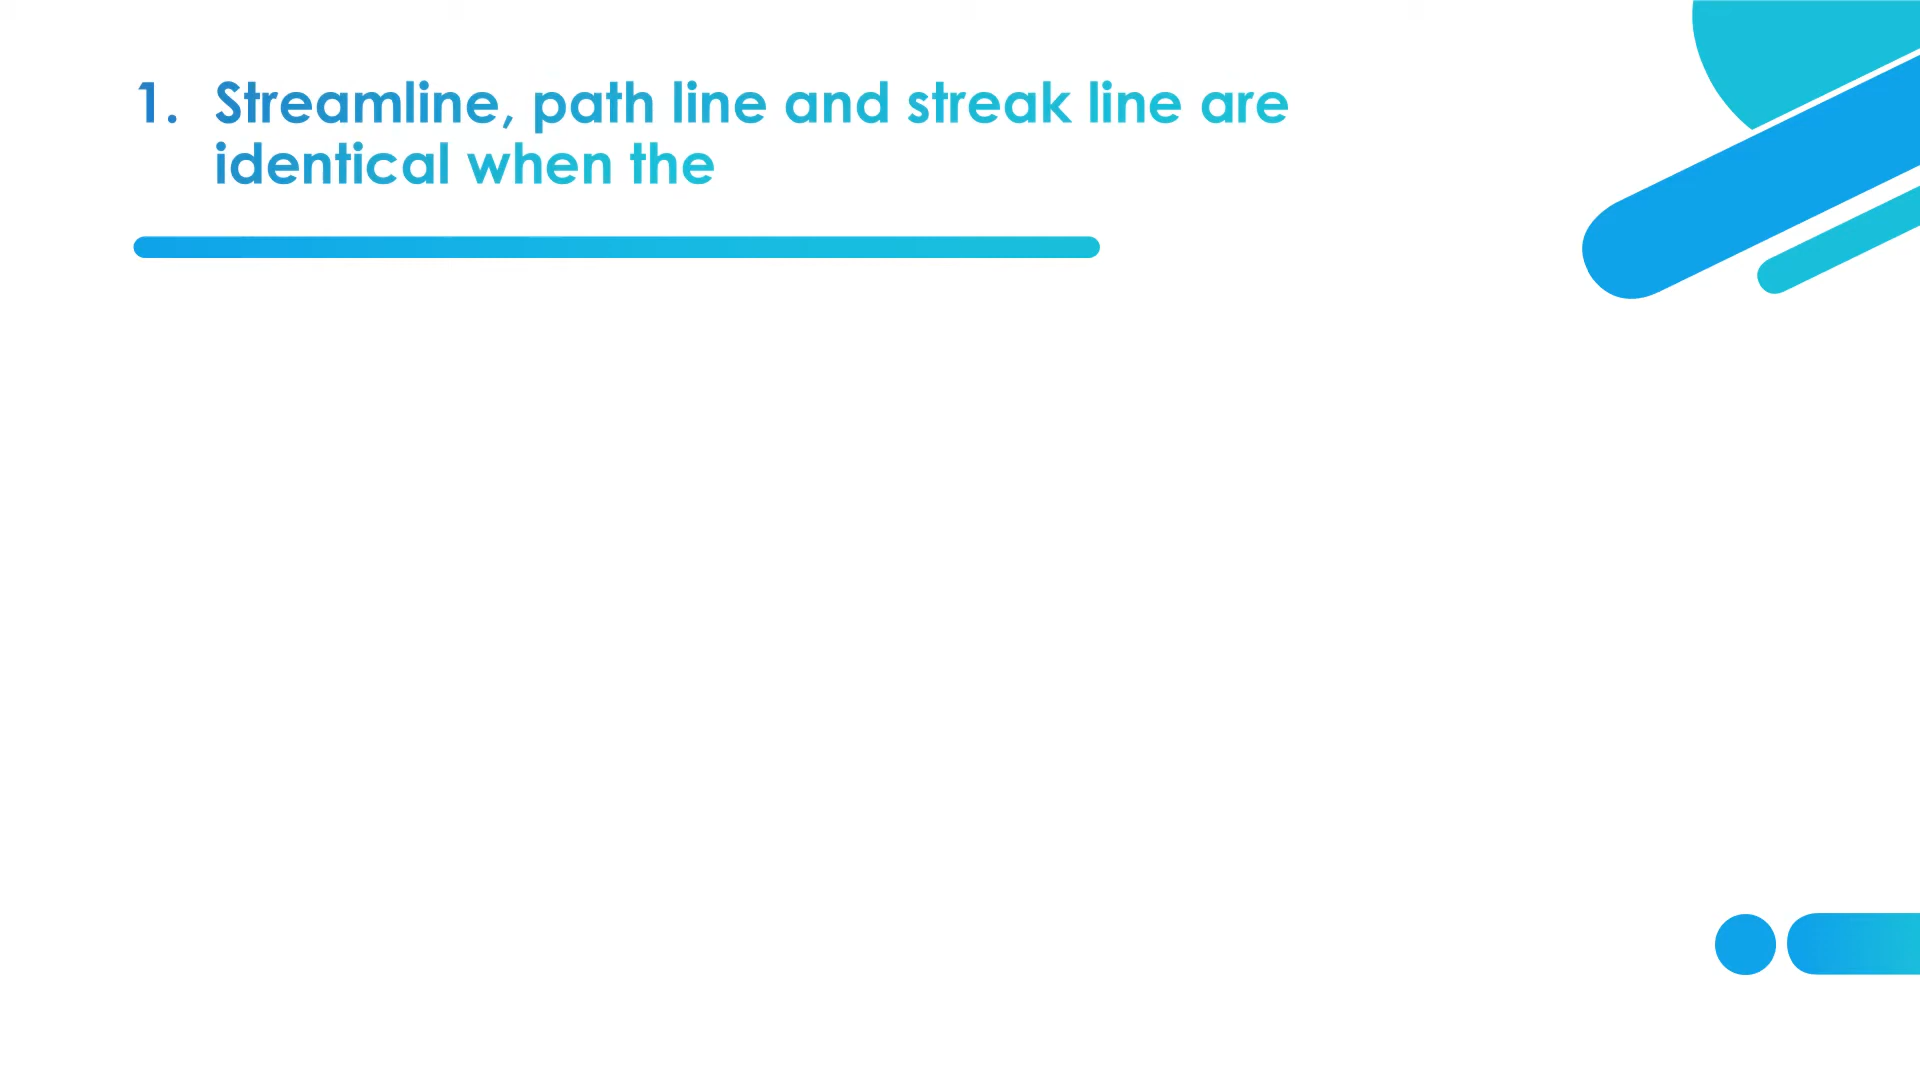 1. Streamline, path line and streak line are
identical when the